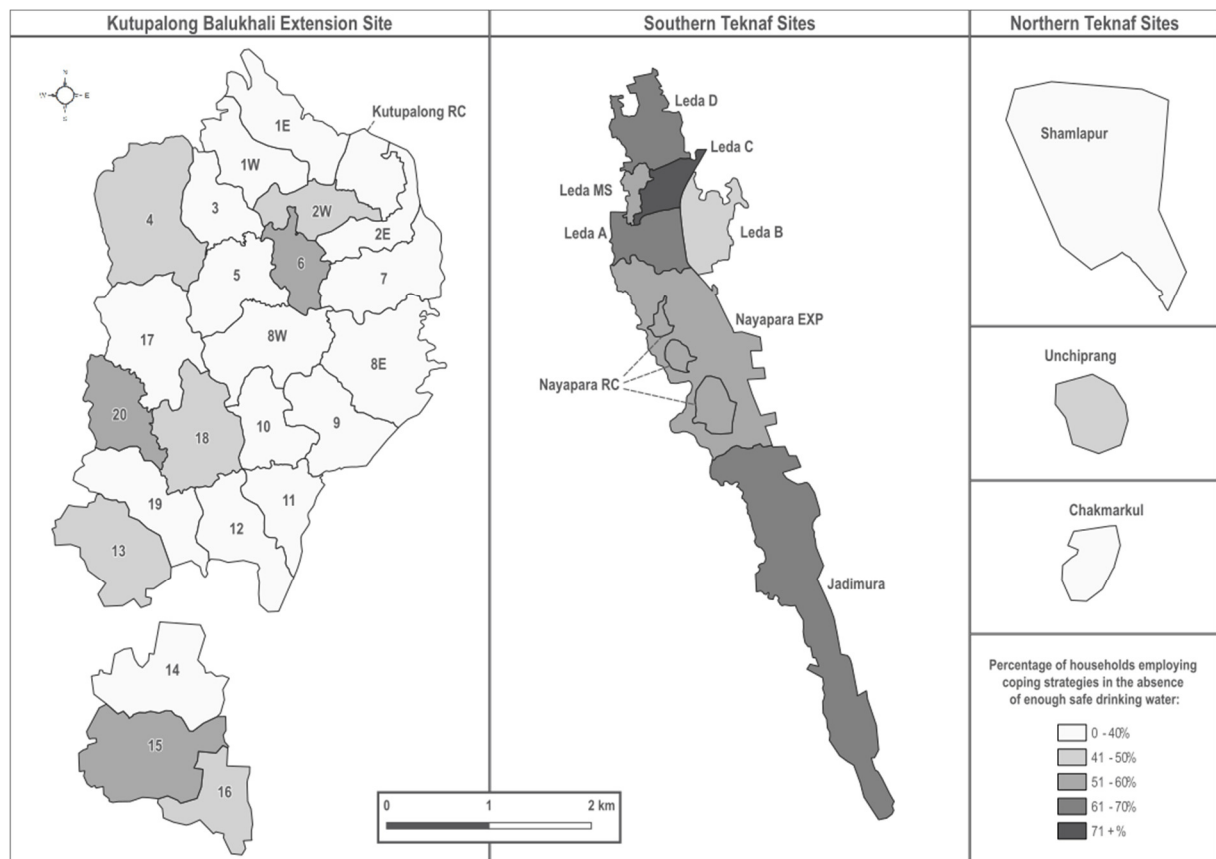 Kutupalong Balukhali Extension Site
Southern Teknaf Sites
Northern Teknaf Sites
N
W
E
S
Kutupalong RC
1E
1W
3
4
2W
2E
6
5
7
17
8W
8E
20
18
10
9
19
12
11
13
14
15
16
Leda D
Leda C
Leda MS
Leda A
Leda B
Nayapara EXP
Nayapara RC
Jadimura
0
1
2 km
Shamlapur
Unchiprang
Chakmarkul
Percentage of households employing
coping strategies in the absence
of enough safe drinking water:
0 - 40%
41 - 50%
51 - 60%
61 - 70%
71 + %